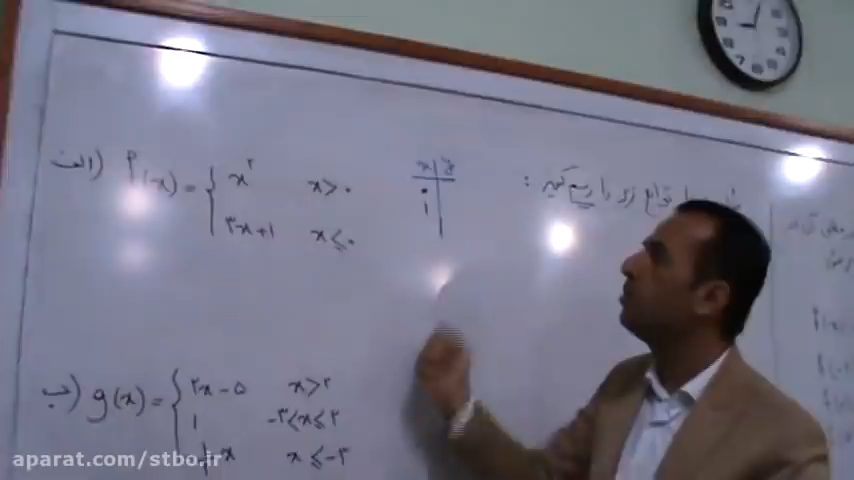 توابع زیر را رسم کنید :
الف) f(x) = { x² x > ۰
۳x+۱ x ≤ ۰
x | y
۰
۱
ب) g(x) = { ۲x - ۵ x > ۲
۱ -۳ < x ≤ ۲
x x ≤ -۳
aparat.com/stbo.ir